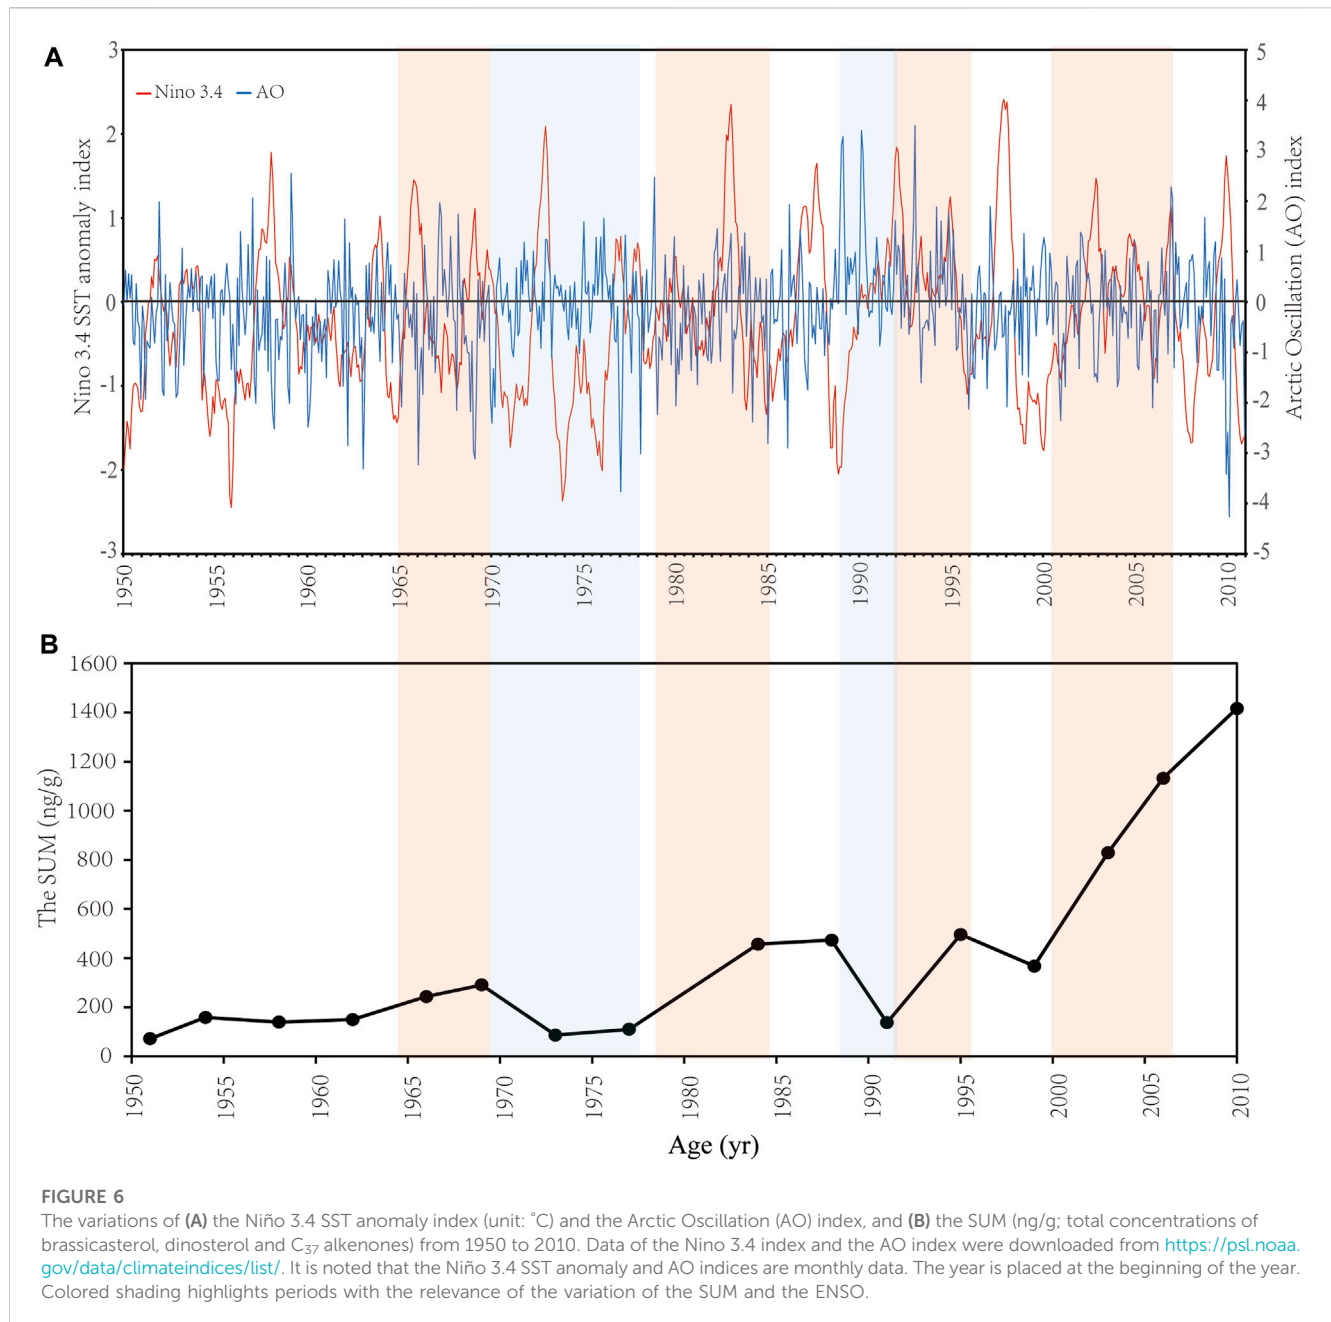 A
Nino 3.4 AO
Nino 3.4 SST anomaly index
3
2
1
0
-1
-2
-3
Arctic Oscillation (AO) index
5
4
3
2
1
0
-1
-2
-3
-4
-5
1950 1955 1960 1965 1970 1975 1980 1985 1990 1995 2000 2005 2010
B
The SUM (ng/g)
1600
1400
1200
1000
800
600
400
200
0
1950 1955 1960 1965 1970 1975 1980 1985 1990 1995 2000 2005 2010
Age (yr)
FIGURE 6
The variations of (A) the Niño 3.4 SST anomaly index (unit: °C) and the Arctic Oscillation (AO) index, and (B) the SUM (ng/g; total concentrations of
brassicasterol, dinosterol and C37 alkenones) from 1950 to 2010. Data of the Nino 3.4 index and the AO index were downloaded from https://psl.noaa.
gov/data/climateindices/list/. It is noted that the Niño 3.4 SST anomaly and AO indices are monthly data. The year is placed at the beginning of the year.
Colored shading highlights periods with the relevance of the variation of the SUM and the ENSO.